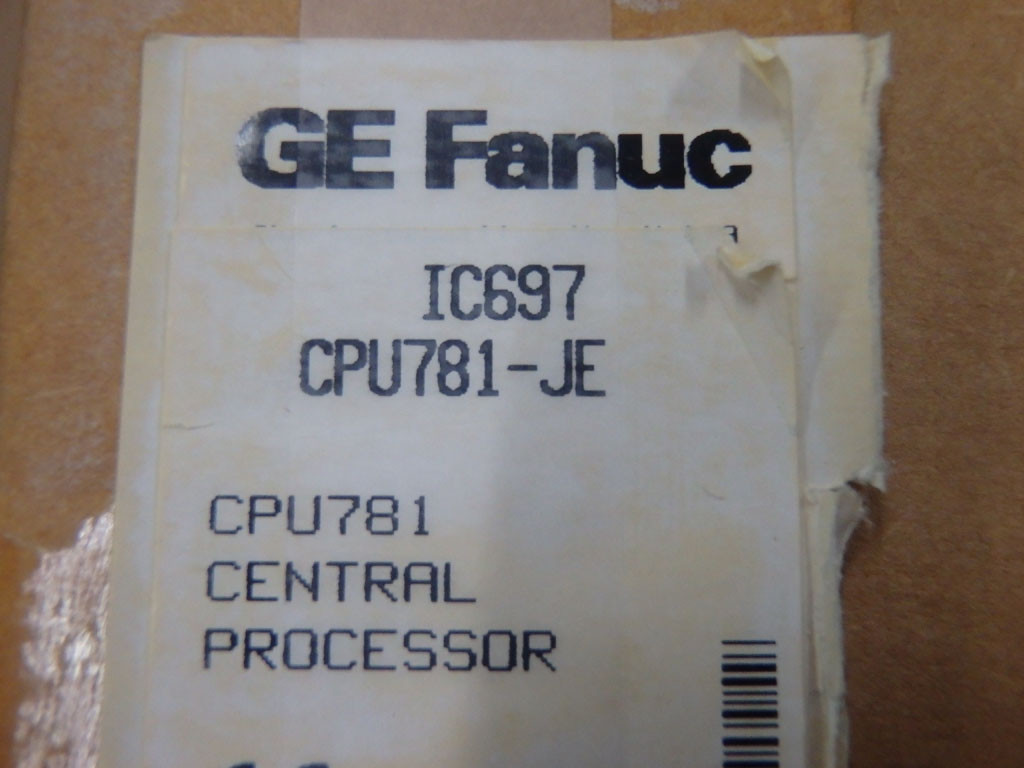 GE Fanuc
IC697
CPU781-JE
CPU781
CENTRAL
PROCESSOR